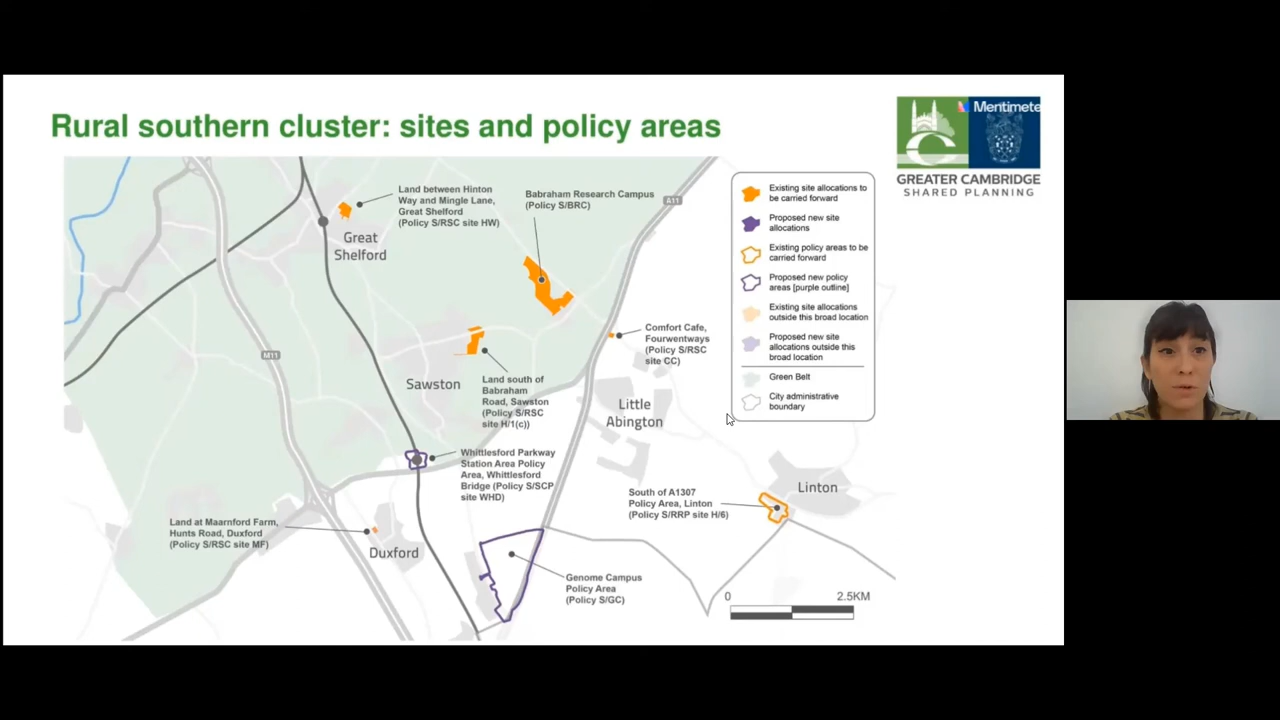 Rural southern cluster: sites and policy areas
Mentimete
GREATER CAMBRIDGE
SHARED PLANNING
Land between Hinton
Way and Mingle Lane,
Great Shelford
(Policy S/RSC site HW)
Babraham Research Campus
(Policy S/BRC)
A11
Great
Shelford
M11
Comfort Cafe,
Fourwentways
(Policy S/RSC
site CC)
Sawston
Land south of
Babraham
Road, Sawston
(Policy S/RSC
site H/1(c))
Little
Abington
Whittlesford Parkway
Station Area Policy
Area, Whittlesford
Bridge (Policy S/SCP
site WHD)
South of A1307
Policy Area, Linton
(Policy S/RRP site H/6)
Linton
Land at Maarnford Farm,
Hunts Road, Duxford
(Policy S/RSC site MF)
Duxford
Genome Campus
Policy Area
(Policy S/GC)
Existing site allocations to
be carried forward
Proposed new site
allocations
Existing policy areas to be
carried forward
Proposed new policy
areas [purple outline]
Existing site allocations
outside this broad location
Proposed new site
allocations outside this
broad location
Green Belt
City administrative
boundary
0 2.5KM